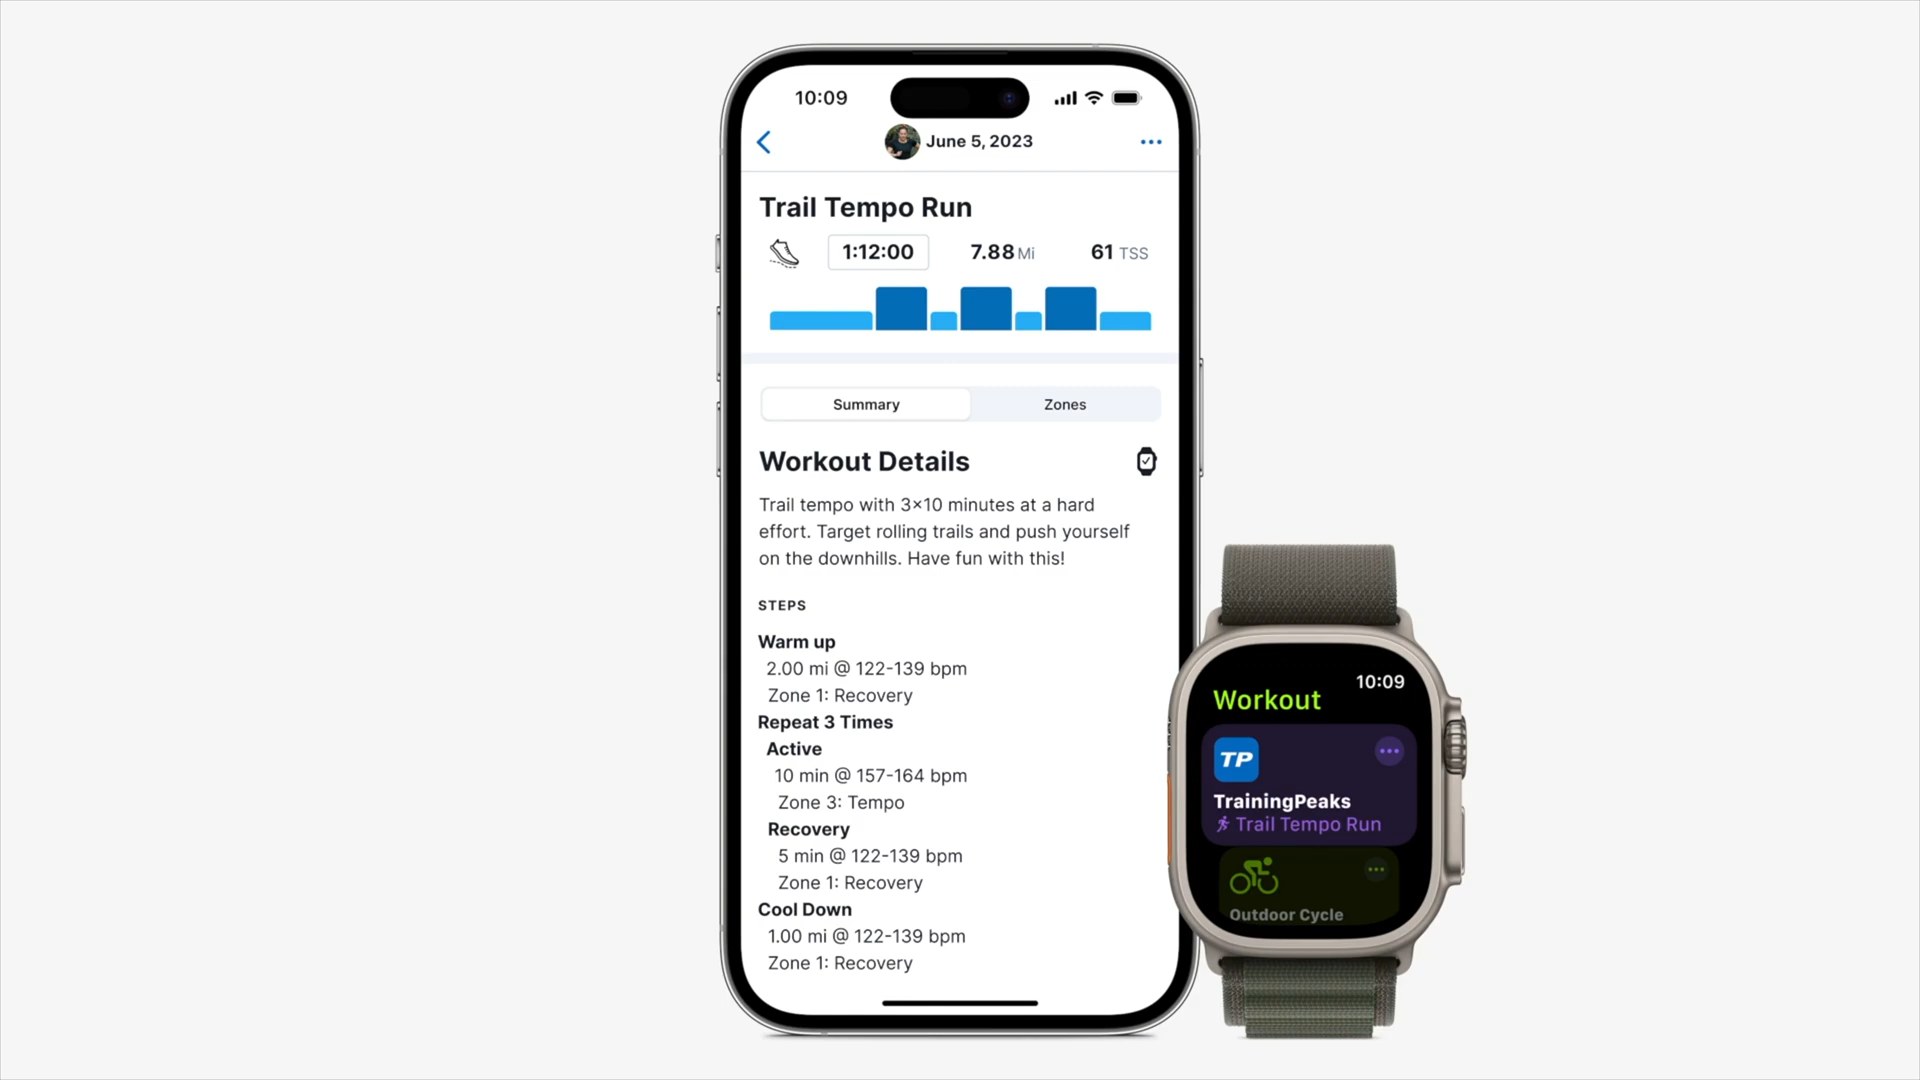 10:09
June 5, 2023
Trail Tempo Run
1:12:00 7.88 Mi 61 TSS
Summary Zones
Workout Details
Trail tempo with 3×10 minutes at a hard
effort. Target rolling trails and push yourself
on the downhills. Have fun with this!
STEPS
Warm up
2.00 mi @ 122-139 bpm
Zone 1: Recovery
Repeat 3 Times
Active
10 min @ 157-164 bpm
Zone 3: Tempo
Recovery
5 min @ 122-139 bpm
Zone 1: Recovery
Cool Down
1.00 mi @ 122-139 bpm
Zone 1: Recovery
10:09
Workout
TP
TrainingPeaks
Trail Tempo Run
Outdoor Cycle